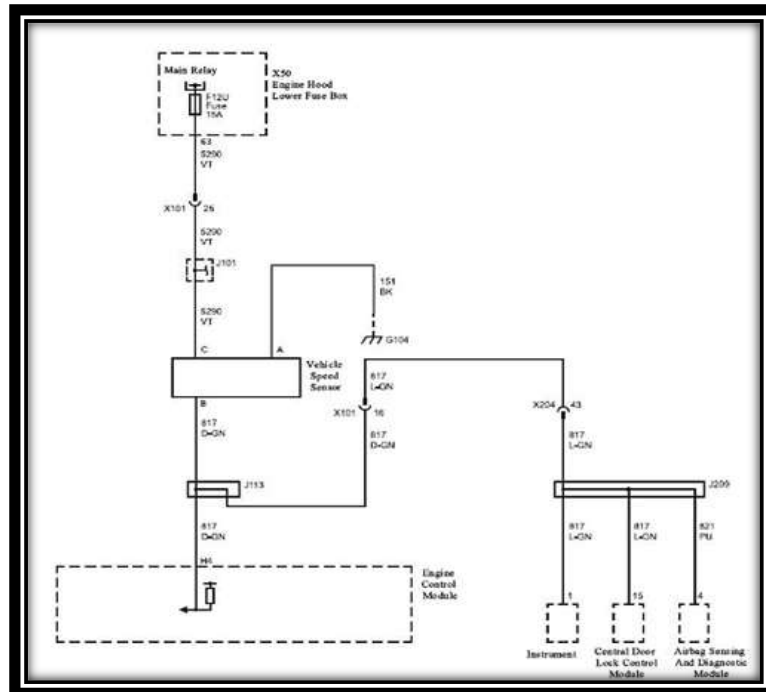 Main Relay
X50
Engine Hood
Lower Fuse Box
F12U
Fuse
15A
63
5290
VT
X101
26
5290
VT
J101
5290
VT
151
BK
G104
C
A
Vehicle
Speed
Sensor
B
817
L-GN
X101
16
X204
43
817
D-GN
817
D-GN
817
L-GN
J113
J209
817
D-GN
817
L-GN
817
L-GN
821
PU
H4
Engine
Control
Module
1
15
4
Instrument
Central Door
Lock Control
Module
Airbag Sensing
And Diagnostic
Module